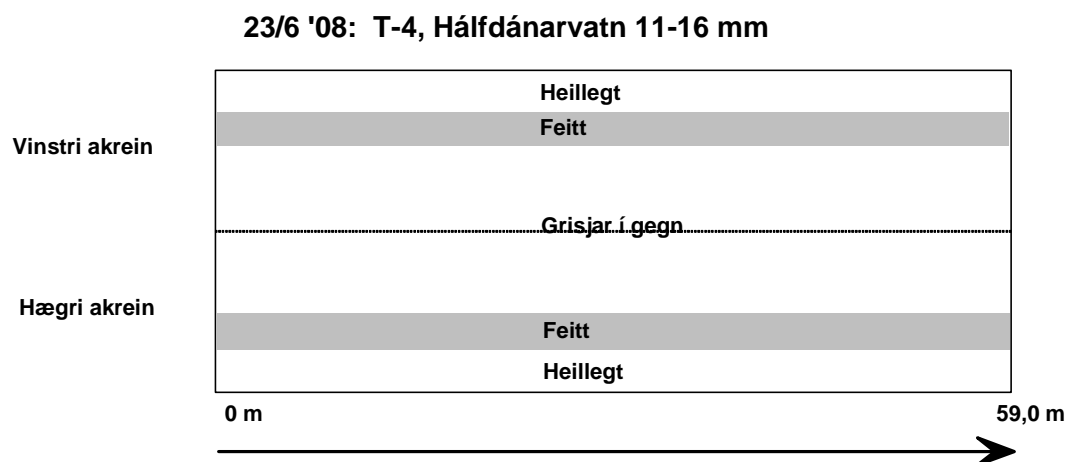 23/6 '08: T-4, Hálfdánarvatn 11-16 mm
Heillegt
Feitt
Vinstri akrein
Grisjar í gegn
Hægri akrein
Feitt
Heillegt
0 m
59,0 m